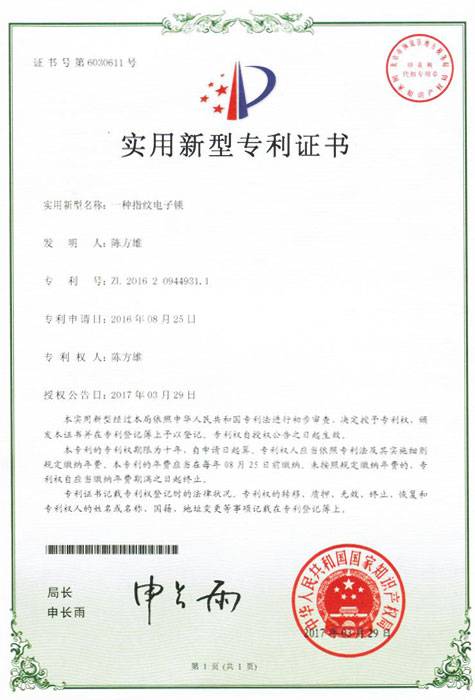 证书号第6030611号
实用新型专利证书
实用新型名称：一种指纹电子锁
发明人：陈方雄
专利号：ZL 2016 2 0944931.1
专利申请日：2016年08月25日
专利权人：陈方雄
授权公告日：2017年03月29日
本实用新型经过本局依照中华人民共和国专利法进行初步审查，决定授予专利权，颁
发本证书并在专利登记簿上予以登记。专利权自授权公告之日起生效。
本专利的专利权期限为十年，自申请日起算。专利权人应当依照专利法及其实施细则
规定缴纳年费。本专利的年费应当在每年08月25日前缴纳。未按照规定缴纳年费的，专
利权自应当缴纳年费期满之日起终止。
专利证书记载专利权登记时的法律状况。专利权的转移、质押、无效、终止、恢复和
专利权人的姓名或名称、国籍、地址变更等事项记载在专利登记簿上。
局长
申长雨
申长雨
中华人民共和国国家知识产权局
2017年03月29日
第1页(共1页)